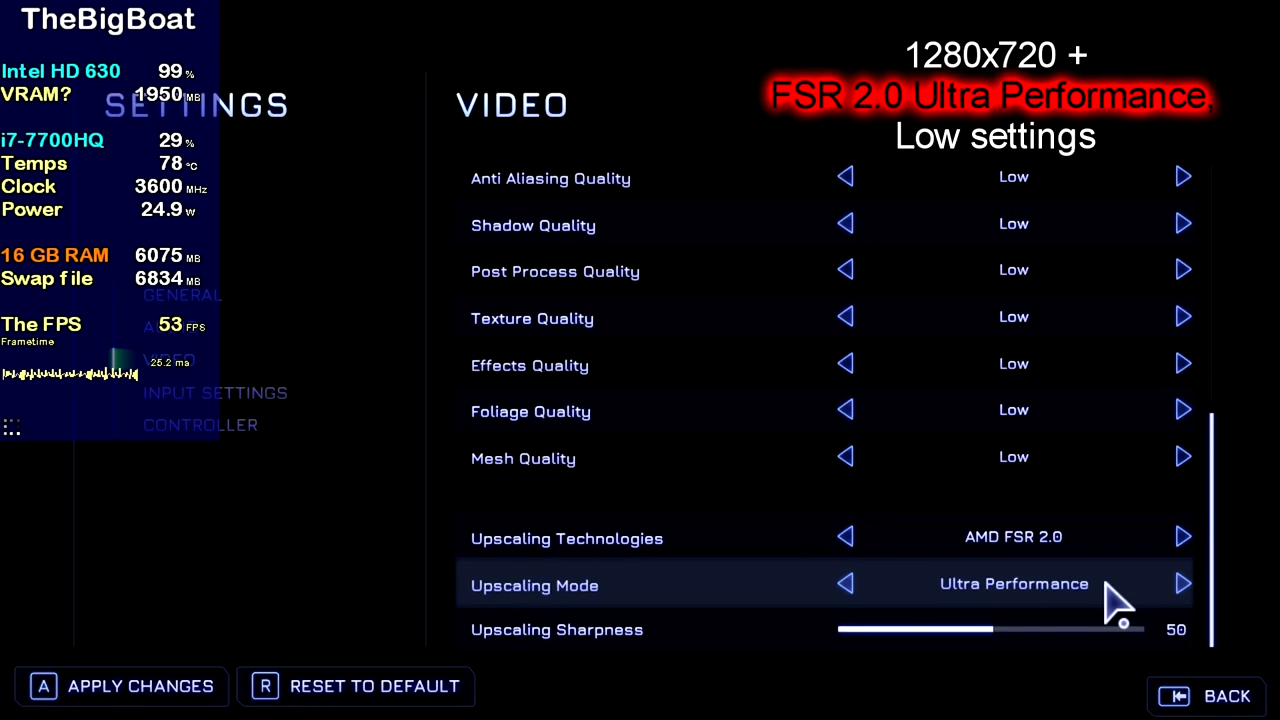 TheBigBoat
Intel HD 630 99 %
VRAM? 1950 MB
i7-7700HQ 29 %
Temps 78 °C
Clock 3600 MHz
Power 24.9 W
16 GB RAM 6075 MB
Swap file 6834 MB
The FPS 53 FPS
Frametime
25.2 ms
SETTINGS
GENERAL
VIDEO
INPUT SETTINGS
CONTROLLER
VIDEO
1280x720 +
FSR 2.0 Ultra Performance,
Low settings
Anti Aliasing Quality Low
Shadow Quality Low
Post Process Quality Low
Texture Quality Low
Effects Quality Low
Foliage Quality Low
Mesh Quality Low
Upscaling Technologies AMD FSR 2.0
Upscaling Mode Ultra Performance
Upscaling Sharpness 50
A APPLY CHANGES
R RESET TO DEFAULT
BACK